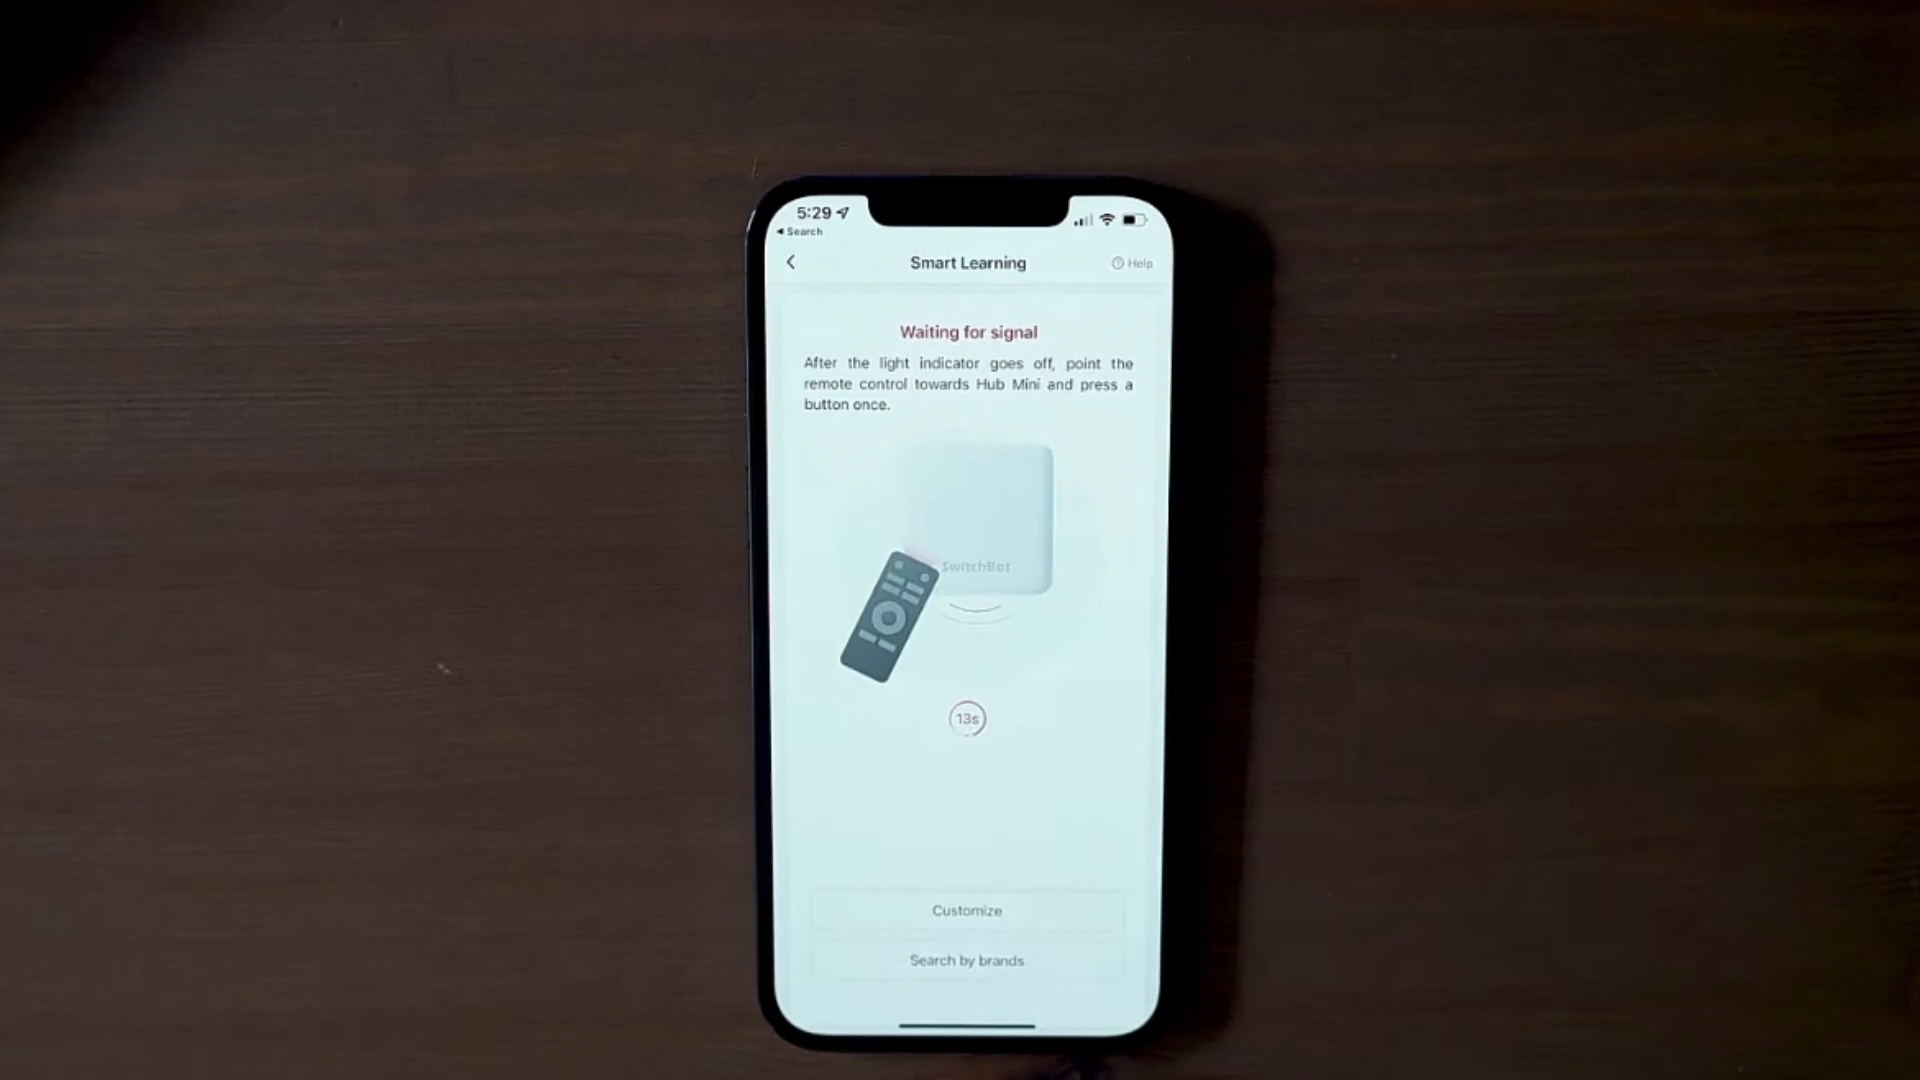 5:29
Search
Smart Learning
Help
Waiting for signal
After the light indicator goes off, point the
remote control towards Hub Mini and press a
button once.
SwitchBot
13s
Customize
Search by brands